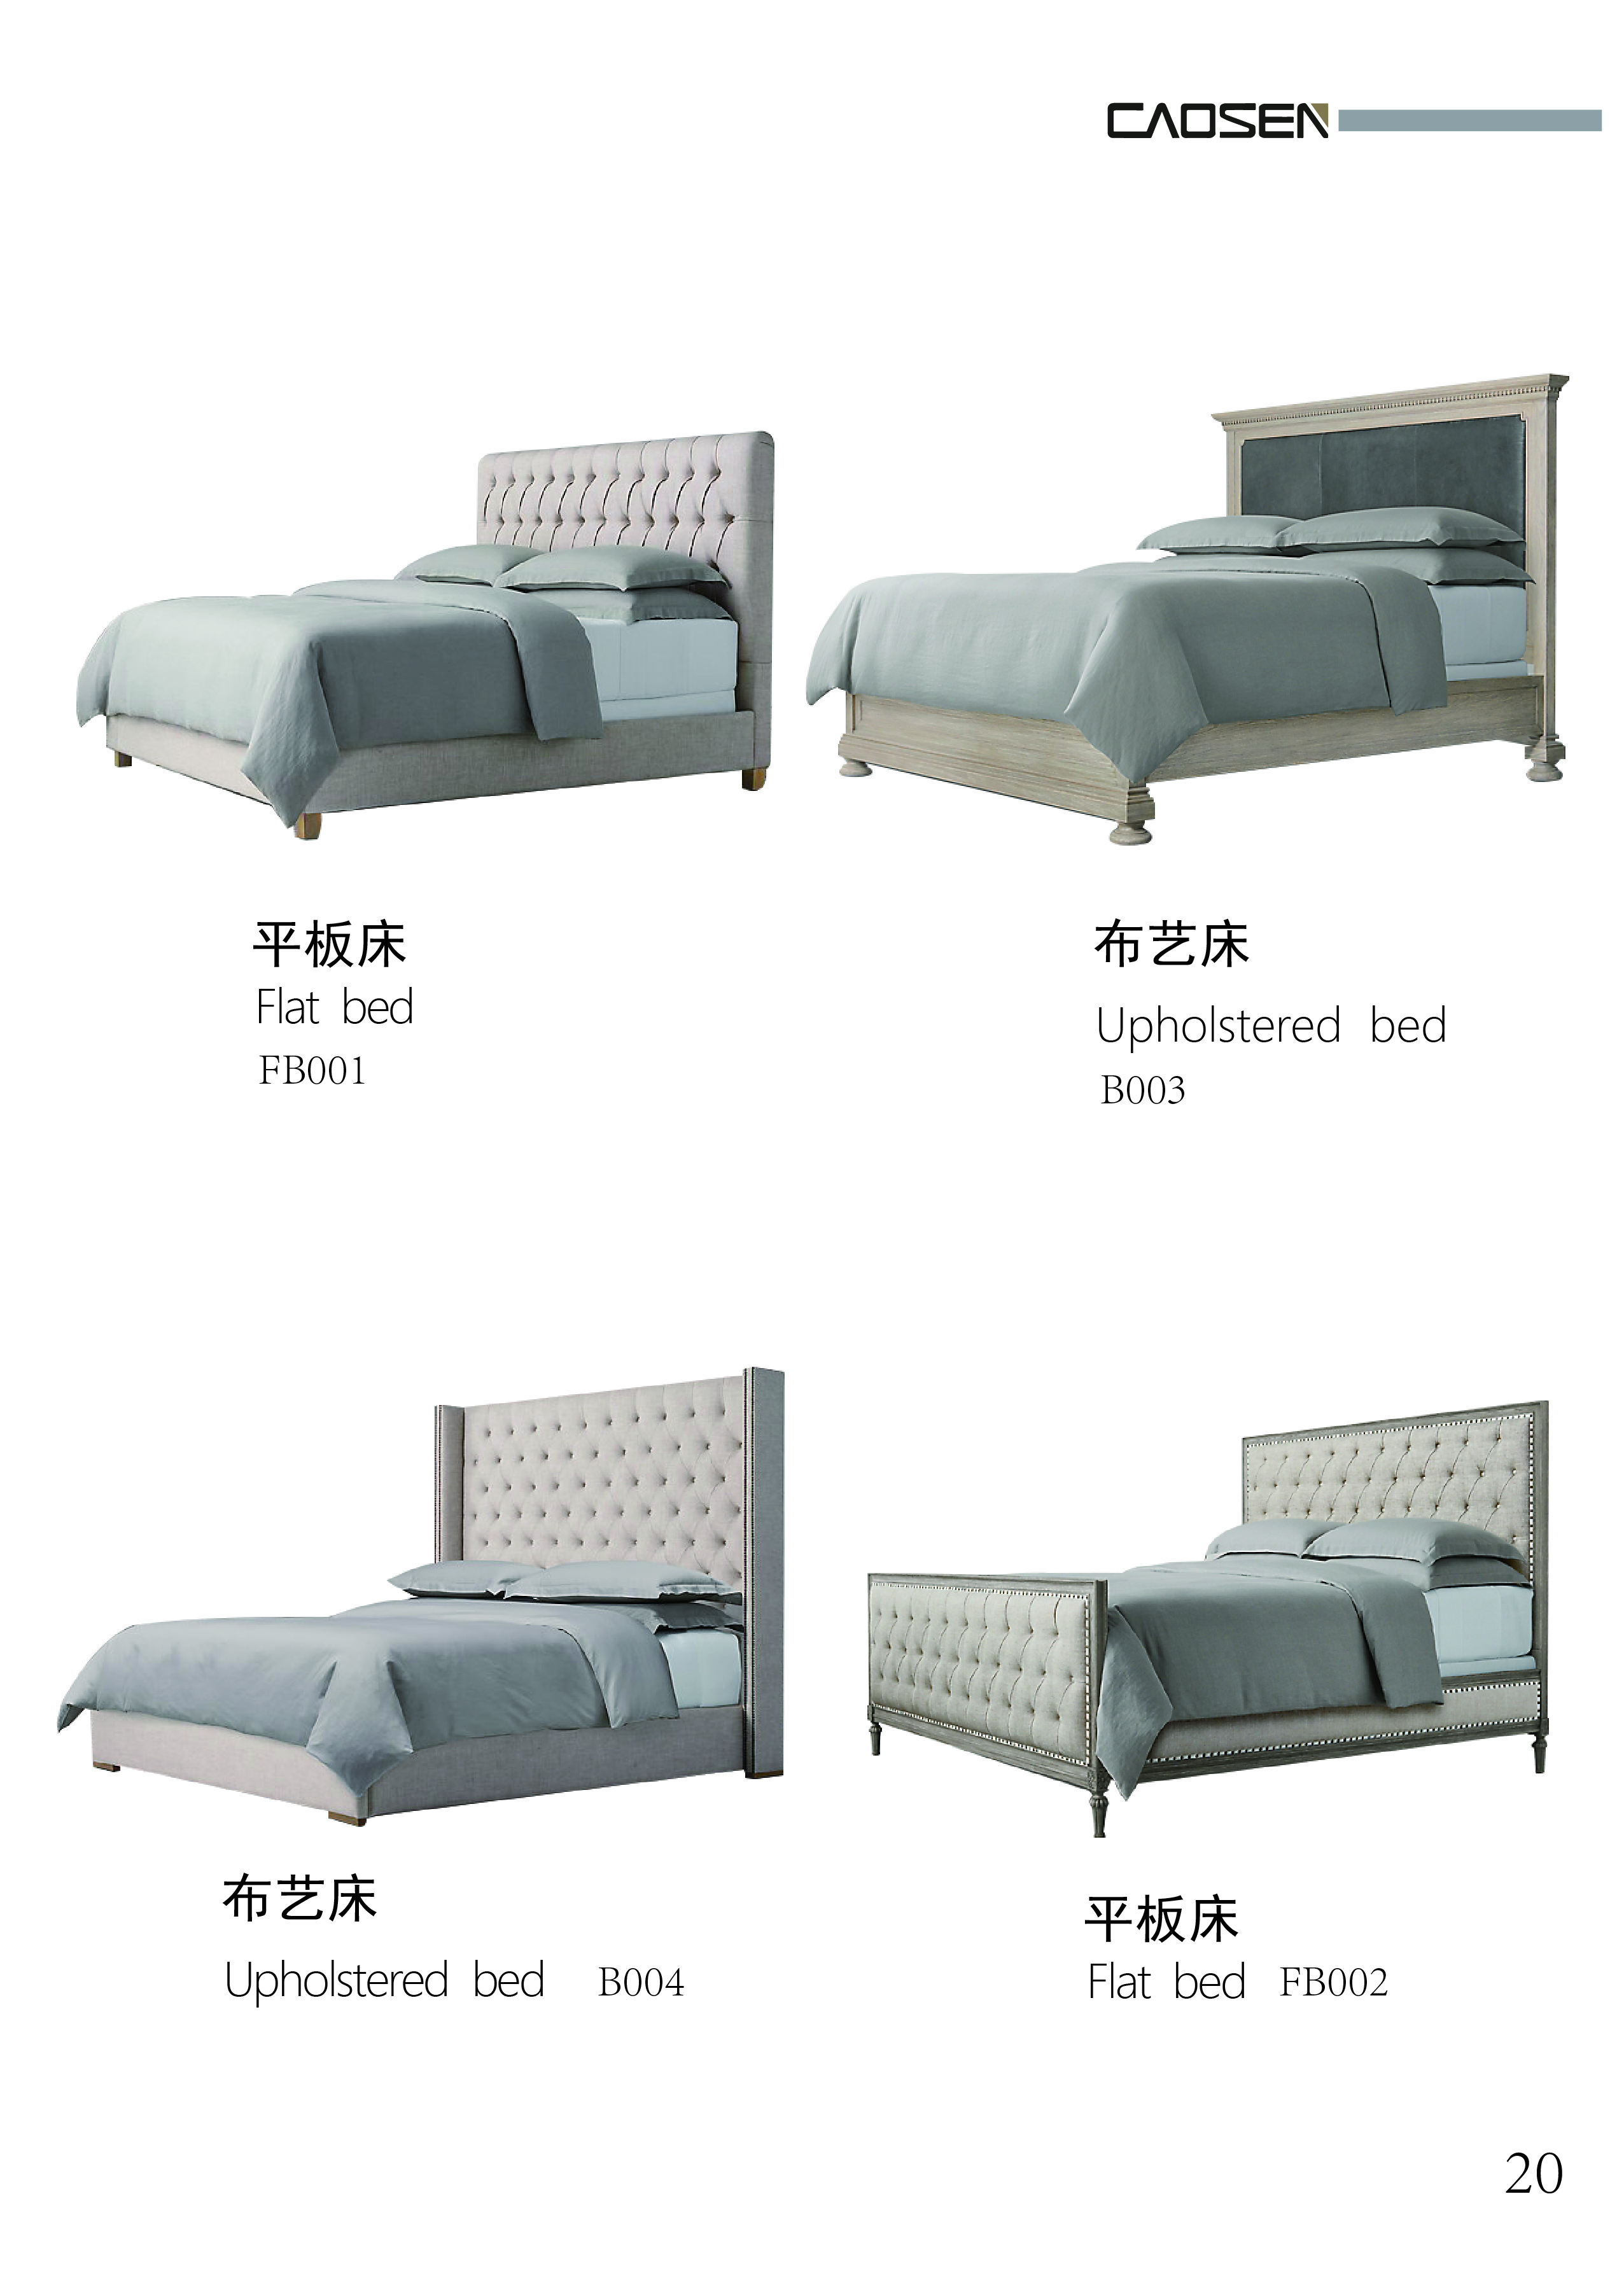 CAOSEN
平板床
Flat bed
FB001
布艺床
Upholstered bed
B003
布艺床
Upholstered bed B004
平板床
Flat bed FB002
20